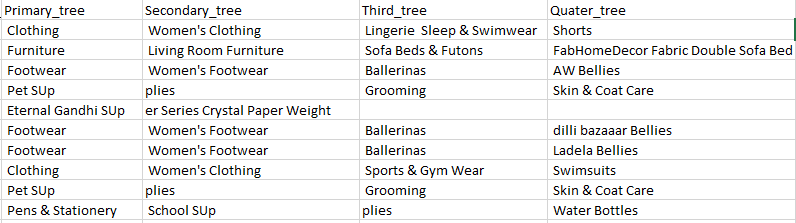 Primary_tree Secondary_tree Third_tree Quater_tree
Clothing Women's Clothing Lingerie  Sleep & Swimwear Shorts
Furniture Living Room Furniture Sofa Beds & Futons FabHomeDecor Fabric Double Sofa Bed
Footwear Women's Footwear Ballerinas AW Bellies
Pet SUp plies Grooming Skin & Coat Care
Eternal Gandhi SUp er Series Crystal Paper Weight
Footwear Women's Footwear Ballerinas dilli bazaaar Bellies
Footwear Women's Footwear Ballerinas Ladela Bellies
Clothing Women's Clothing Sports & Gym Wear Swimsuits
Pet SUp plies Grooming Skin & Coat Care
Pens & Stationery School SUp plies Water Bottles